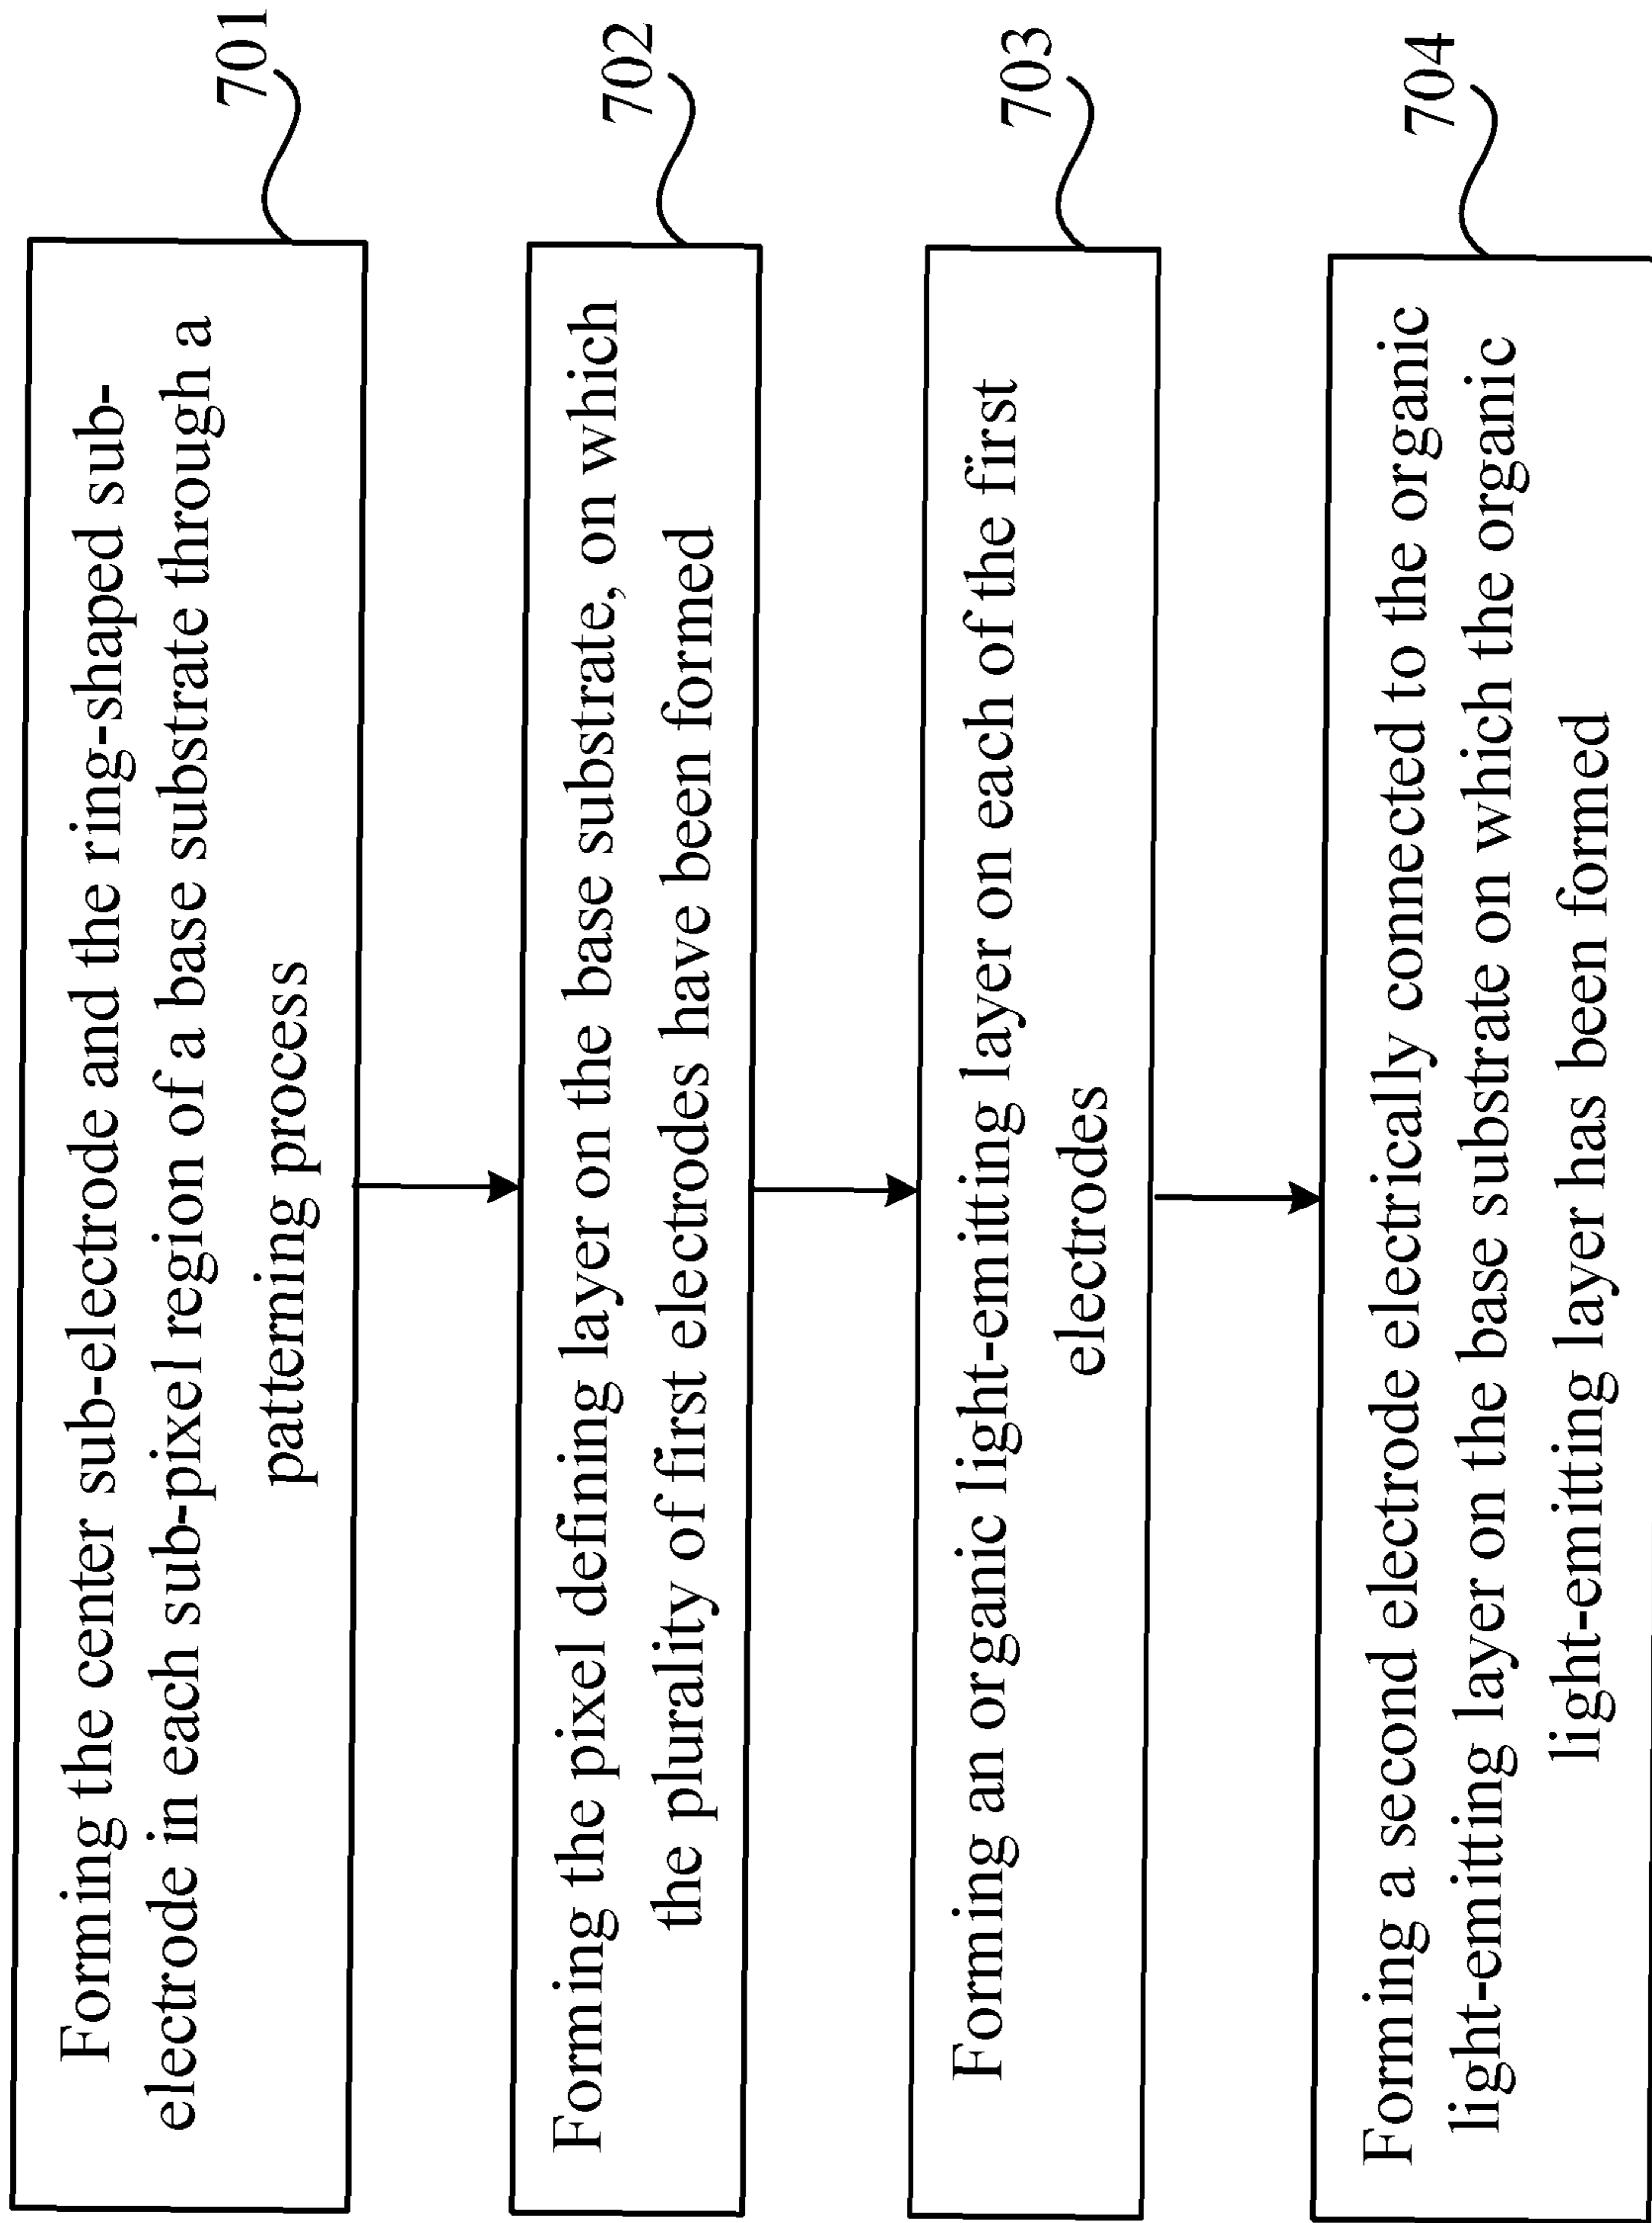 Forming the center sub-electrode and the ring-shaped sub-
electrode in each sub-pixel region of a base substrate through a
patterning process
701
Forming the pixel defining layer on the base substrate, on which
the plurality of first electrodes have been formed
702
Forming an organic light-emitting layer on each of the first
electrodes
703
Forming a second electrode electrically connected to the organic
light-emitting layer on the base substrate on which the organic
light-emitting layer has been formed
704